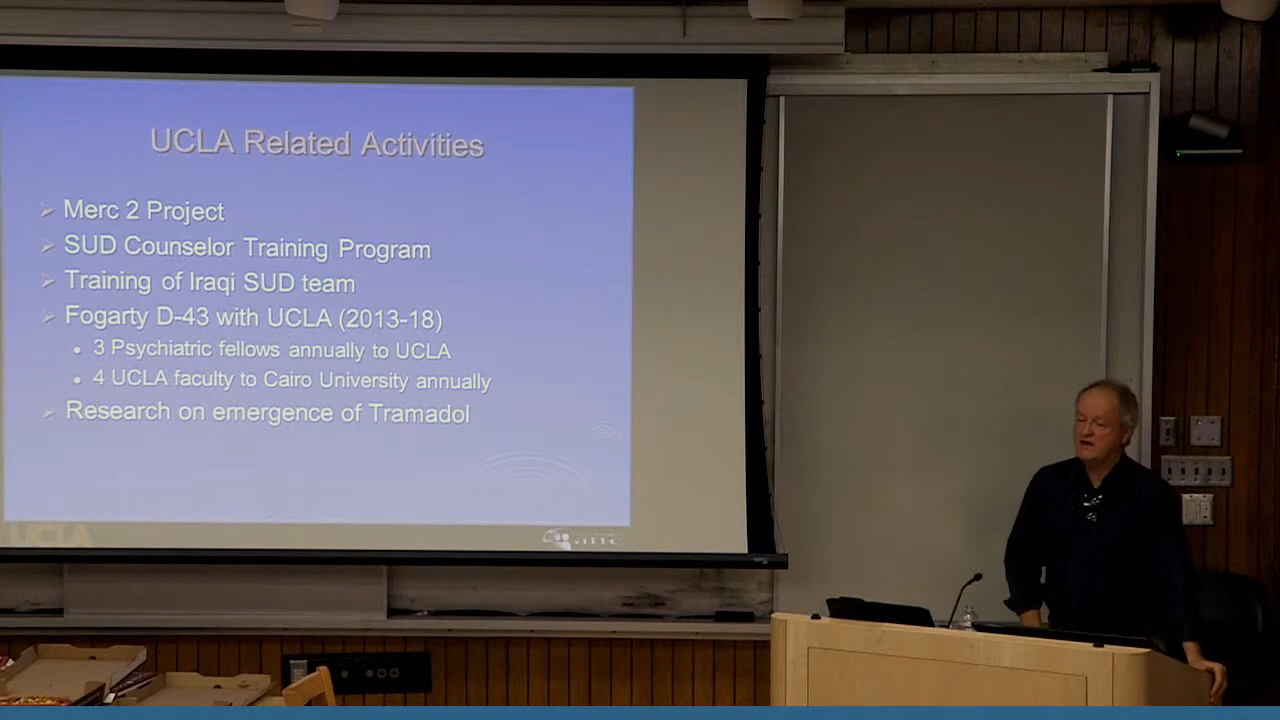 UCLA Related Activities
Merc 2 Project
SUD Counselor Training Program
Training of Iraqi SUD team
Fogarty D-43 with UCLA (2013-18)
3 Psychiatric fellows annually to UCLA
4 UCLA faculty to Cairo University annually
Research on emergence of Tramadol
UCLA